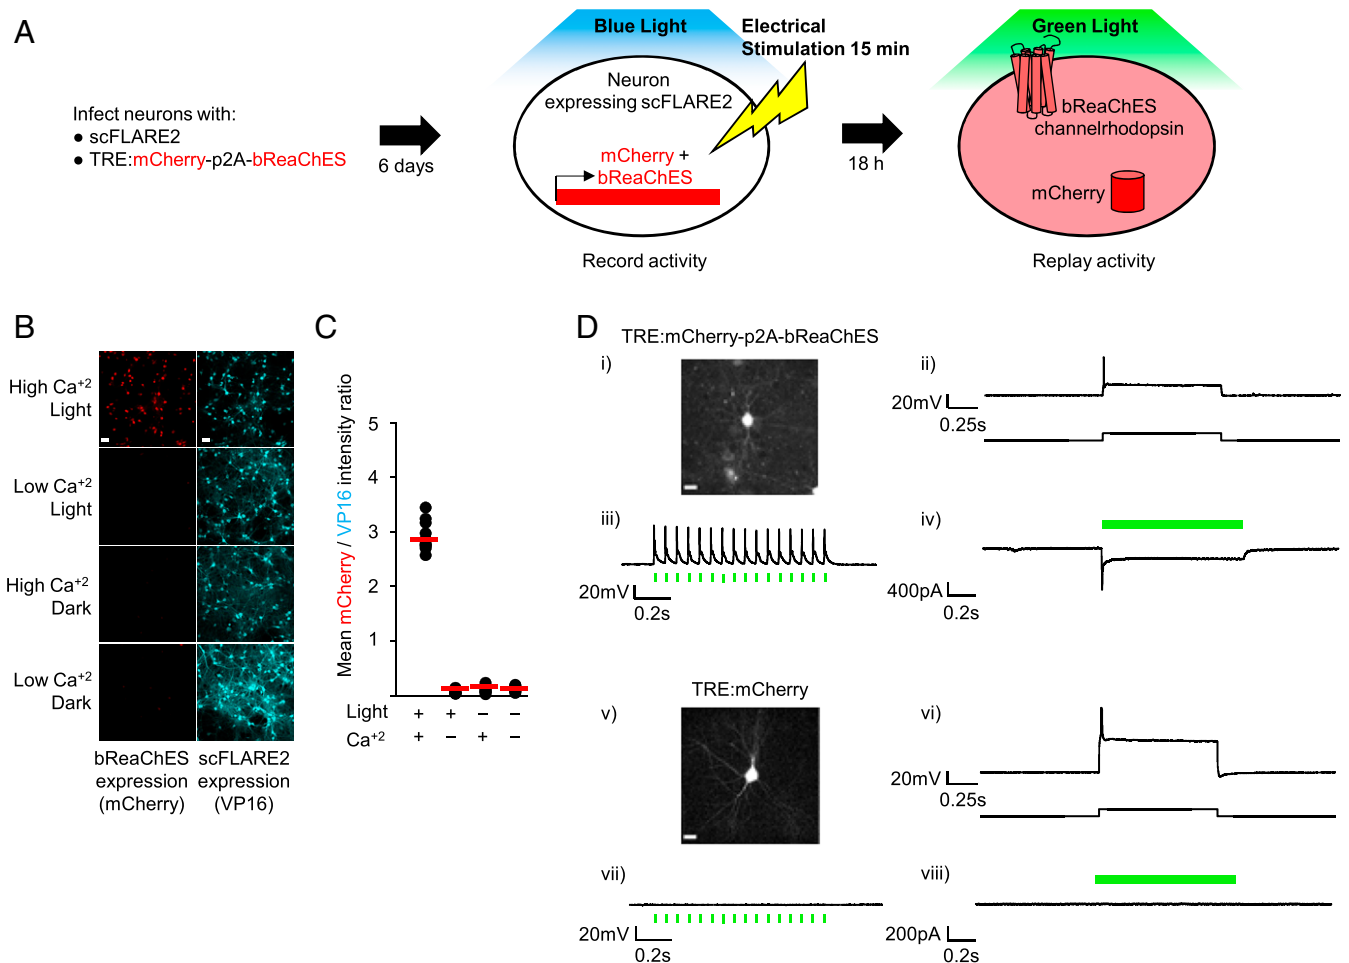 A
Infect neurons with:
● scFLARE2
● TRE:mCherry-p2A-bReaChES
6 days
Blue Light
Electrical
Stimulation 15 min
Neuron
expressing scFLARE2
mCherry +
bReaChES
Record activity
18 h
Green Light
bReaChES
channelrhodopsin
mCherry
Replay activity
B
High Ca+2
Light
Low Ca+2
Light
High Ca+2
Dark
Low Ca+2
Dark
bReaChES
expression
(mCherry)
scFLARE2
expression
(VP16)
C
Mean mCherry / VP16 intensity ratio
5
4
3
2
1
Light + + − −
Ca+2 + − + −
D
TRE:mCherry-p2A-bReaChES
i)
ii)
20mV
0.25s
iii)
20mV
0.2s
iv)
400pA
0.2s
TRE:mCherry
v)
vi)
20mV
0.25s
vii)
20mV
0.2s
viii)
200pA
0.2s